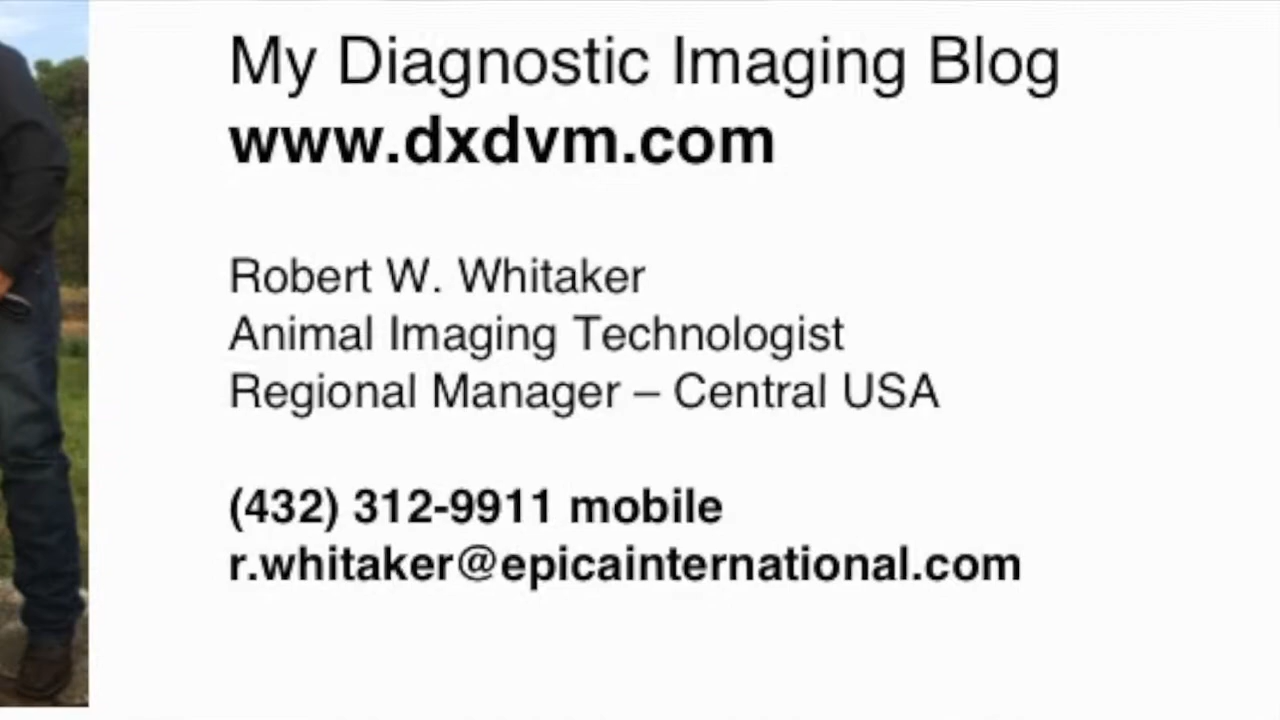 My Diagnostic Imaging Blog
www.dxdvm.com
Robert W. Whitaker
Animal Imaging Technologist
Regional Manager – Central USA
(432) 312-9911 mobile
r.whitaker@epicainternational.com